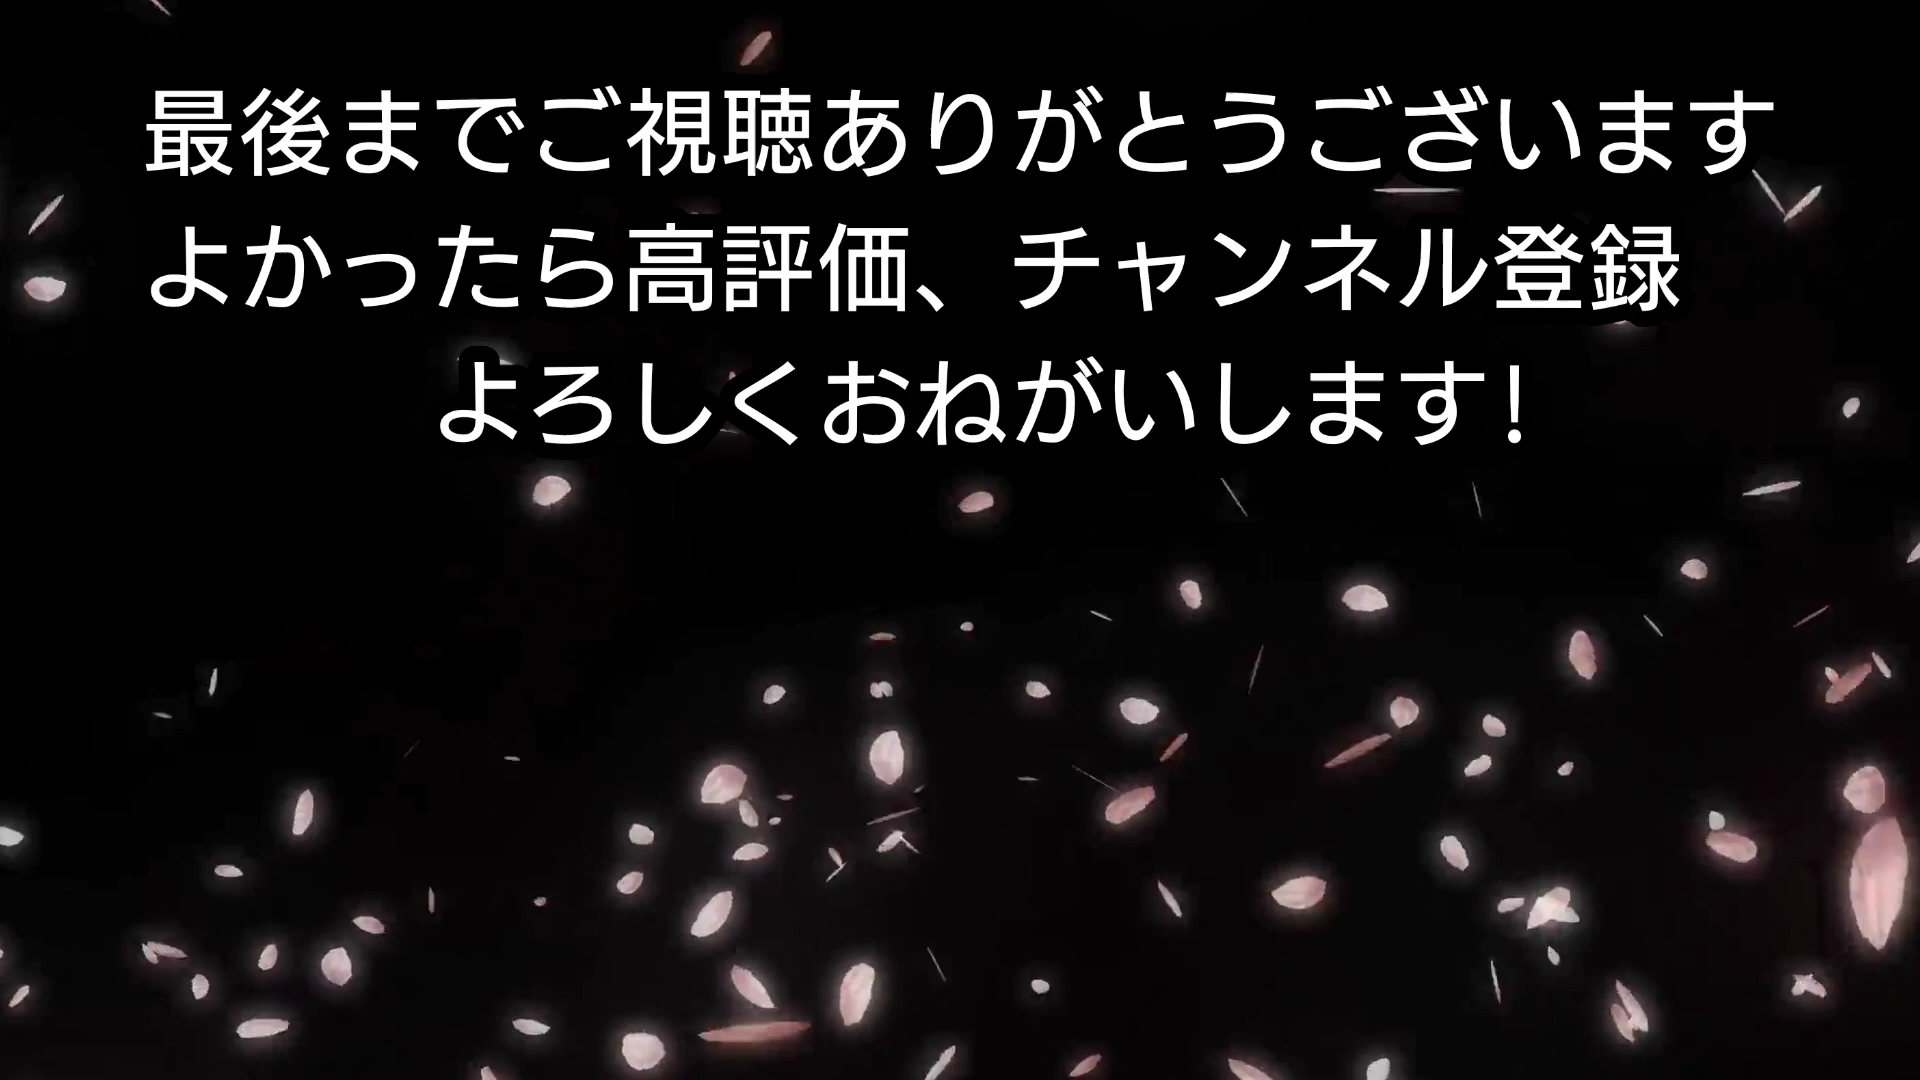 最後までご視聴ありがとうございます
よかったら高評価、チャンネル登録
よろしくおねがいします!